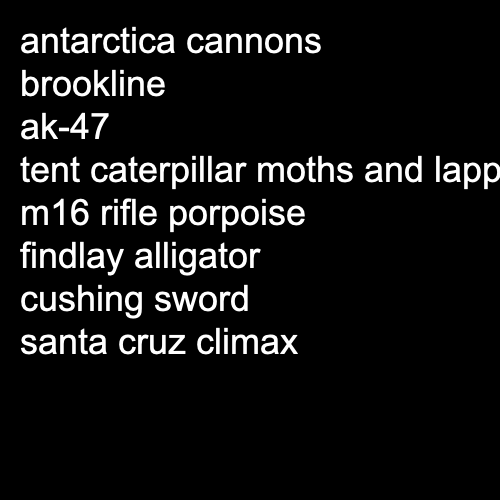 antarctica cannons
brookline
ak-47
tent caterpillar moths and lapp
m16 rifle porpoise
findlay alligator
cushing sword
santa cruz climax